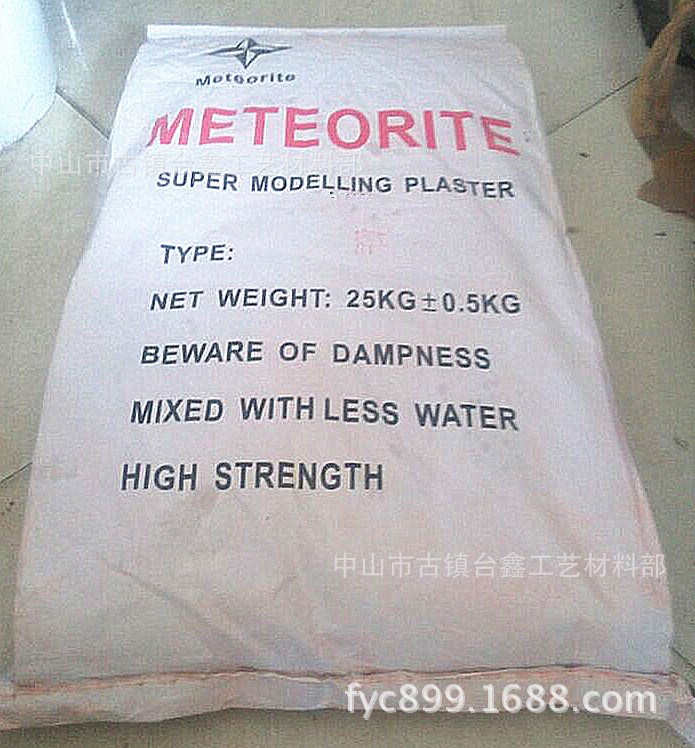 Meteorite
METEORITE
SUPER MODELLING PLASTER
TYPE:
NET WEIGHT: 25KG±0.5KG
BEWARE OF DAMPNESS
MIXED WITH LESS WATER
HIGH STRENGTH
中山市古镇台鑫工艺材料部
fyc899.1688.com